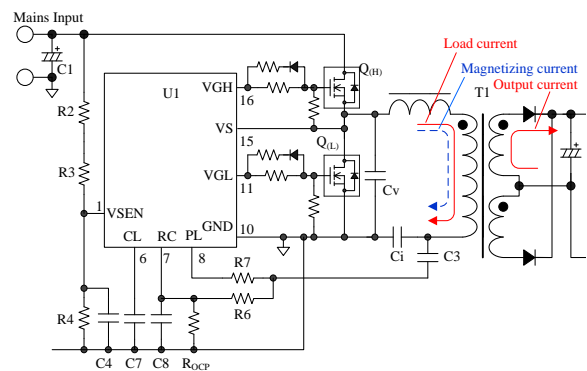 Mains Input
C1
R2
R3
R4
U1
VGH
16
VS
15
VGL
11
GND
10
1
VSEN
CL
6
RC
7
PL
8
Q(H)
Q(L)
Load current
Magnetizing current
T1
Output current
Cv
Ci
C3
R7
R6
C4
C7
C8
ROCP